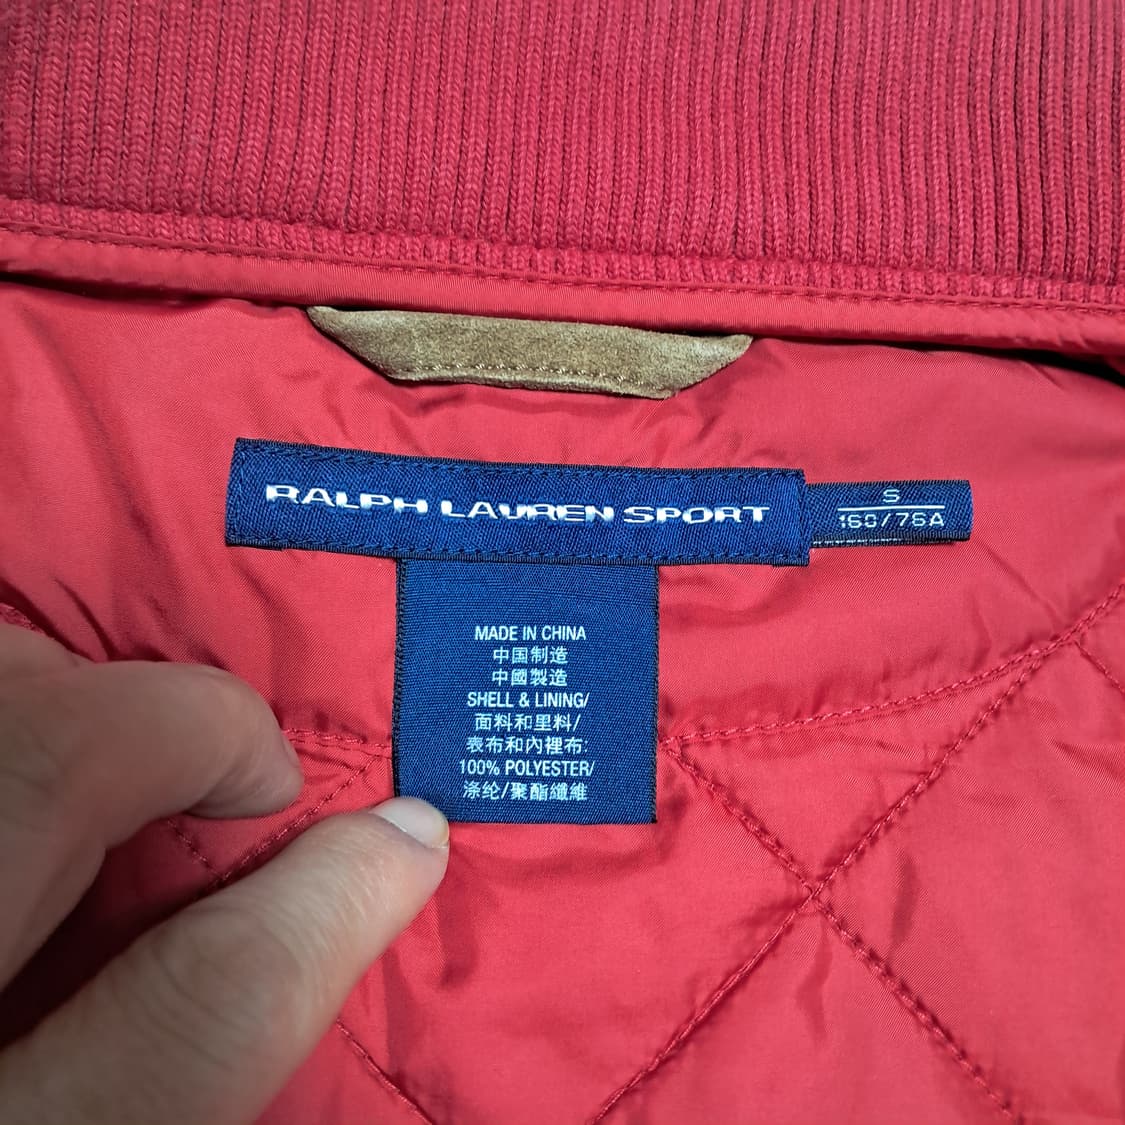 RALPH LAUREN SPORT
S
160/76A
MADE IN CHINA
中国制造
中國製造
SHELL & LINING/
面料和里料/
表布和內裡布:
100% POLYESTER/
涤纶/聚酯纖維